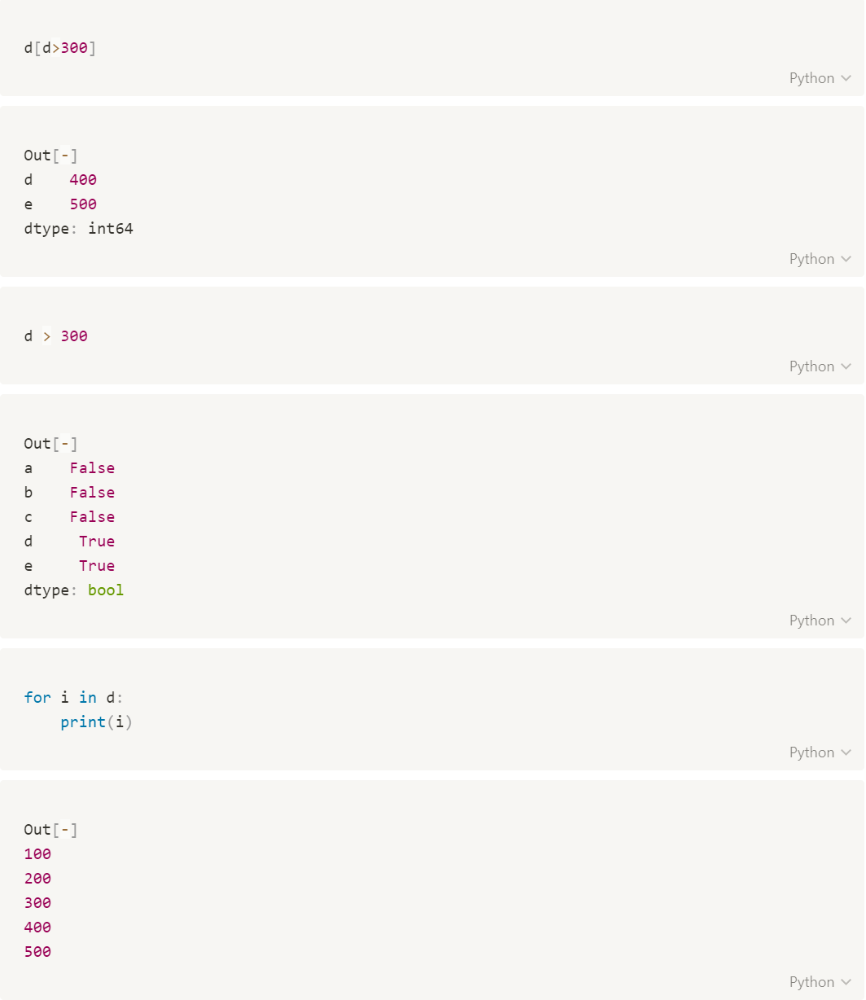 d[d>300]
Python
Out[-]
d    400
e    500
dtype: int64
Python
d > 300
Python
Out[-]
a    False
b    False
c    False
d     True
e     True
dtype: bool
Python
for i in d:
    print(i)
Python
Out[-]
100
200
300
400
500
Python